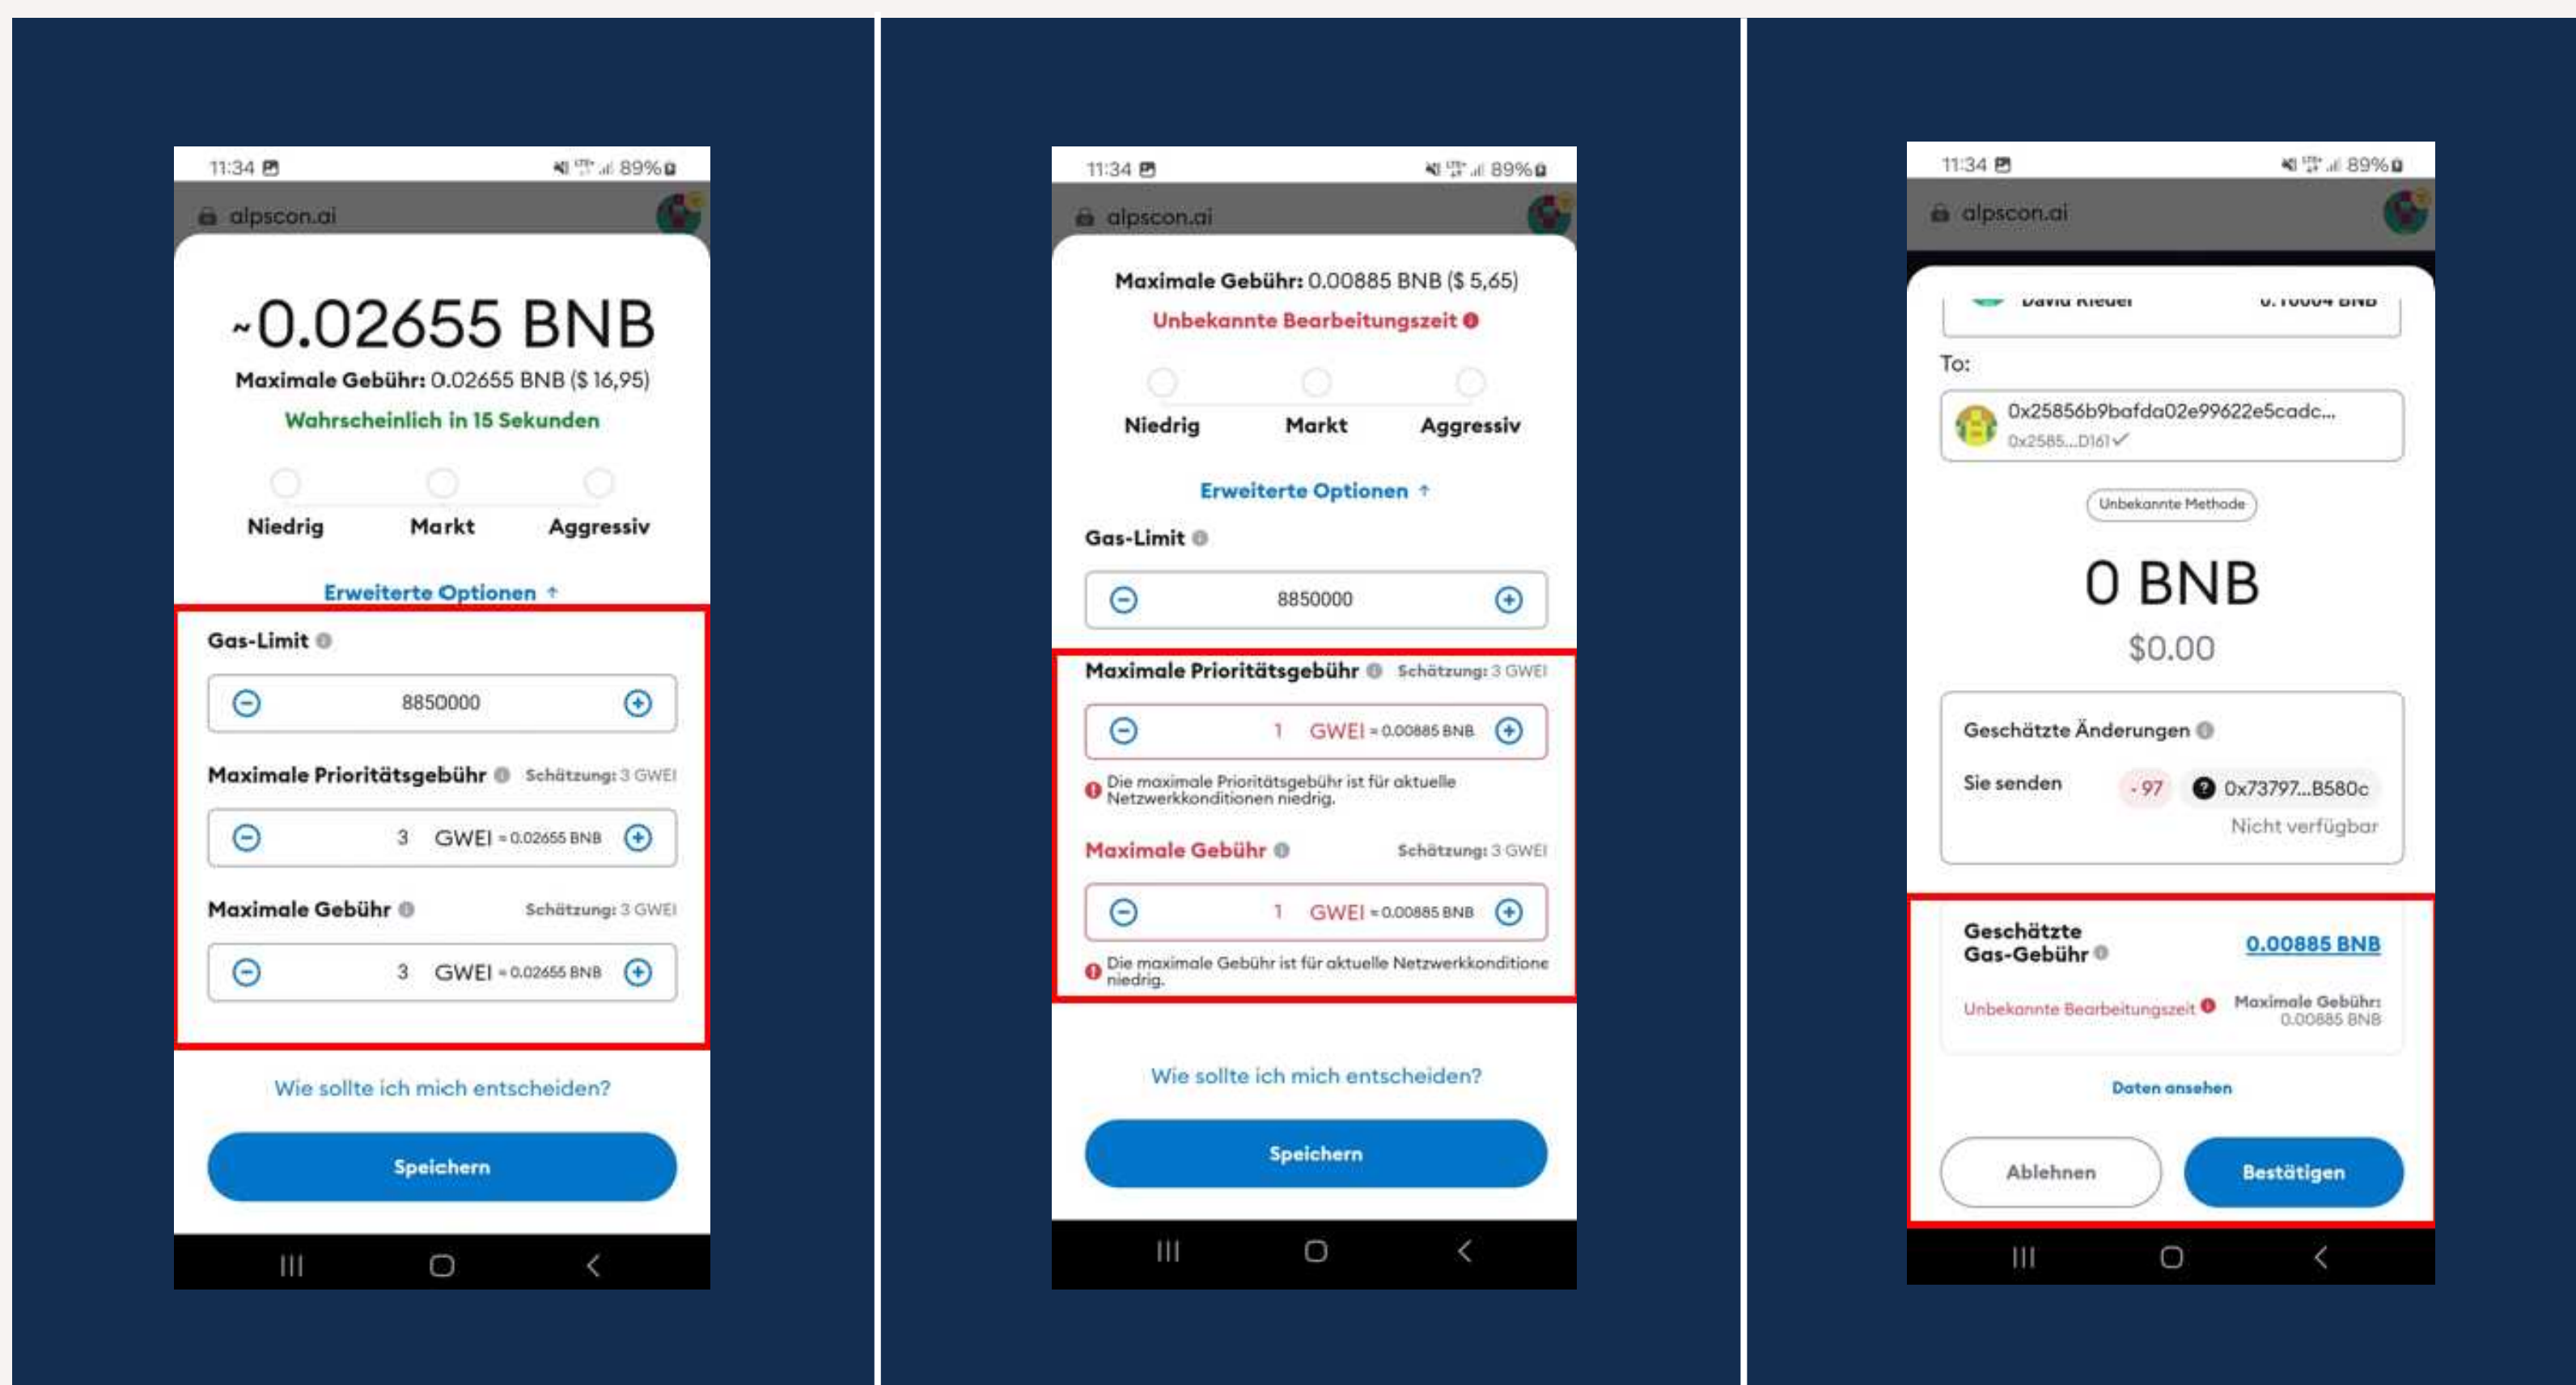 11:34
LTE+
89%
alpscon.ai
~0.02655 BNB
Maximale Gebühr: 0.02655 BNB ($ 16,95)
Wahrscheinlich in 15 Sekunden
Niedrig Markt Aggressiv
Erweiterte Optionen ↑
Gas-Limit
8850000
Maximale Prioritätsgebühr Schätzung: 3 GWEI
3 GWEI ≈ 0.02655 BNB
Maximale Gebühr Schätzung: 3 GWEI
3 GWEI ≈ 0.02655 BNB
Wie sollte ich mich entscheiden?
Speichern
11:34
LTE+
89%
alpscon.ai
Maximale Gebühr: 0.00885 BNB ($ 5,65)
Unbekannte Bearbeitungszeit
Niedrig Markt Aggressiv
Erweiterte Optionen ↑
Gas-Limit
8850000
Maximale Prioritätsgebühr Schätzung: 3 GWEI
1 GWEI ≈ 0.00885 BNB
Die maximale Prioritätsgebühr ist für aktuelle
Netzwerkkonditionen niedrig.
Maximale Gebühr Schätzung: 3 GWEI
1 GWEI ≈ 0.00885 BNB
Die maximale Gebühr ist für aktuelle Netzwerkkonditione
niedrig.
Wie sollte ich mich entscheiden?
Speichern
11:34
LTE+
89%
alpscon.ai
David Rieder 0.10004 BNB
To:
0x25856b9bafda02e99622e5cadc...
0x2585...D161
Unbekannte Methode
0 BNB
$0.00
Geschätzte Änderungen
Sie senden - 97 0x73797...B580c
Nicht verfügbar
Geschätzte
Gas-Gebühr 0.00885 BNB
Unbekannte Bearbeitungszeit Maximale Gebühr:
0.00885 BNB
Daten ansehen
Ablehnen Bestätigen